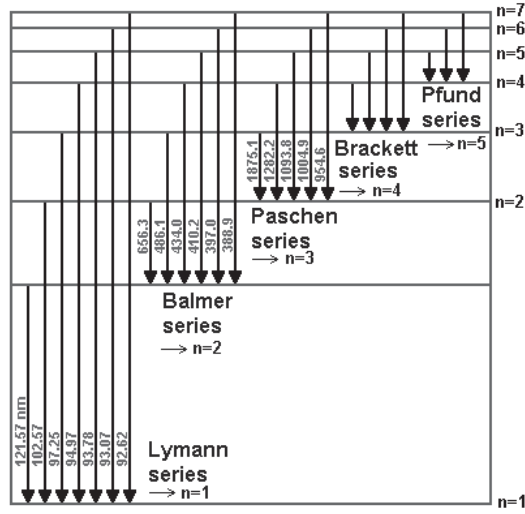 n=7
n=6
n=5
n=4
n=3
n=2
n=1
Pfund
series
→ n=5
Brackett
series
→ n=4
1875.1
1282.2
1093.8
1004.9
954.6
Paschen
series
→ n=3
656.3
486.1
434.0
410.2
397.0
388.9
Balmer
series
→ n=2
121.57 nm
102.57
97.25
94.97
93.78
93.07
92.62
Lymann
series
→ n=1